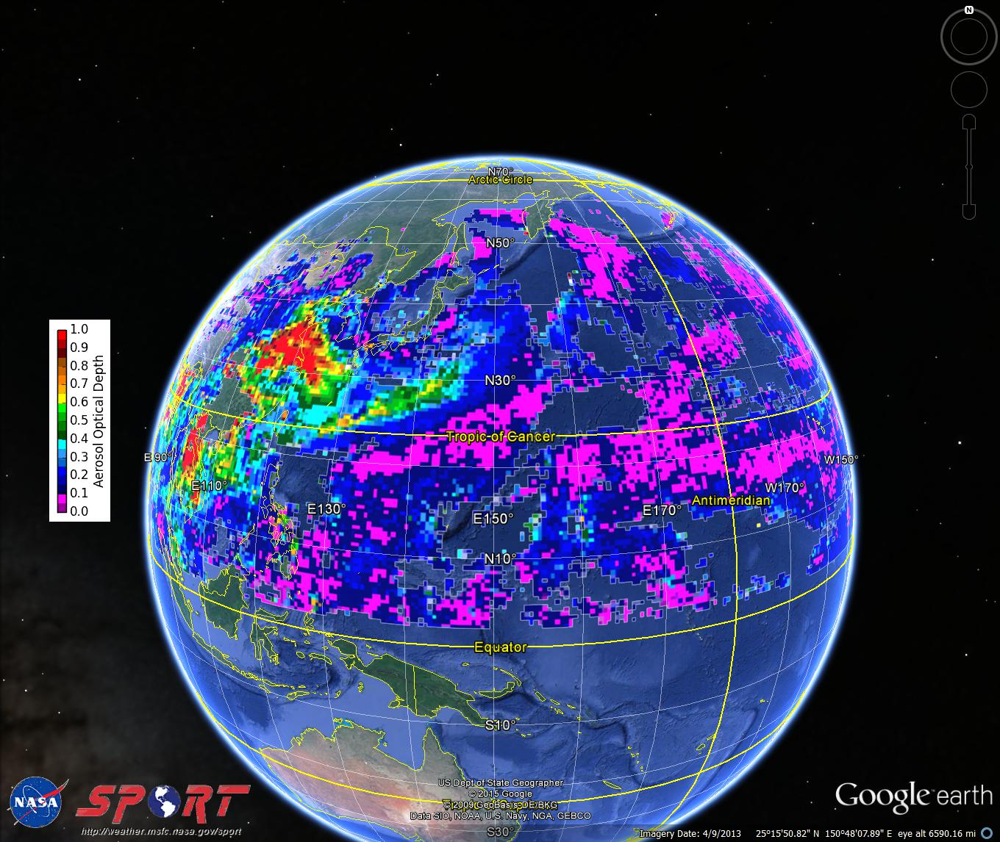 N
N70°
Arctic Circle
N50°
1.0
0.9
0.8
0.7
0.6
0.5
0.4
0.3
0.2
0.1
0.0
Aerosol Optical Depth
N30°
Tropic of Cancer
E 90°
W150°
E110°
W170°
Antimeridian
E130°
E150°
E170°
N10°
Equator
S10°
US Dept of State Geographer
© 2015 Google
© 2009 GeoBasis-DE/BKG
Data SIO, NOAA, U.S. Navy, NGA, GEBCO
S30°
NASA
SPORT
http://weather.msfc.nasa.gov/sport
Google earth
Imagery Date: 4/9/2013 25°15'50.82" N 150°48'07.89" E eye alt 6590.16 mi